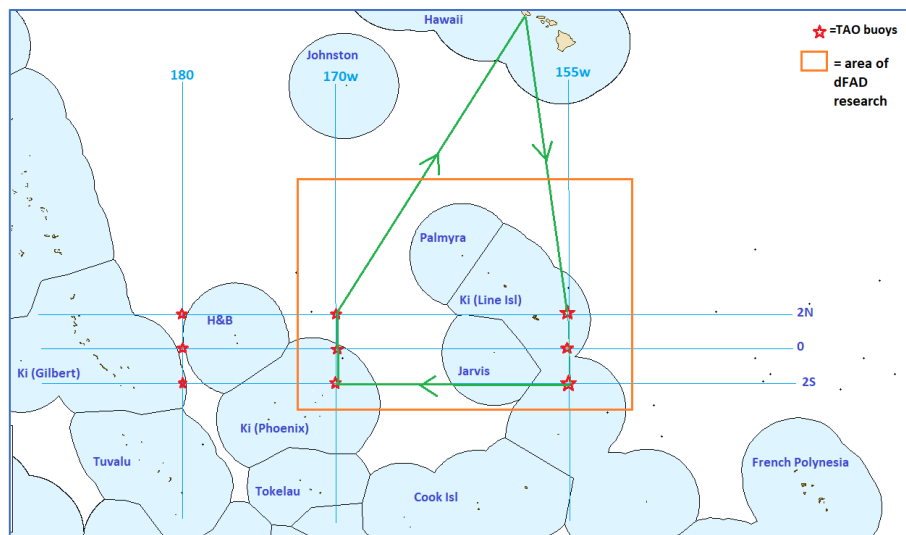 Hawaii
=TAO buoys
Johnston
= area of
dFAD
research
180
170w
155w
Palmyra
Ki (Line Isl)
H&B
2N
0
Ki (Gilbert)
Jarvis
2S
Ki (Phoenix)
Tuvalu
French Polynesia
Tokelau
Cook Isl